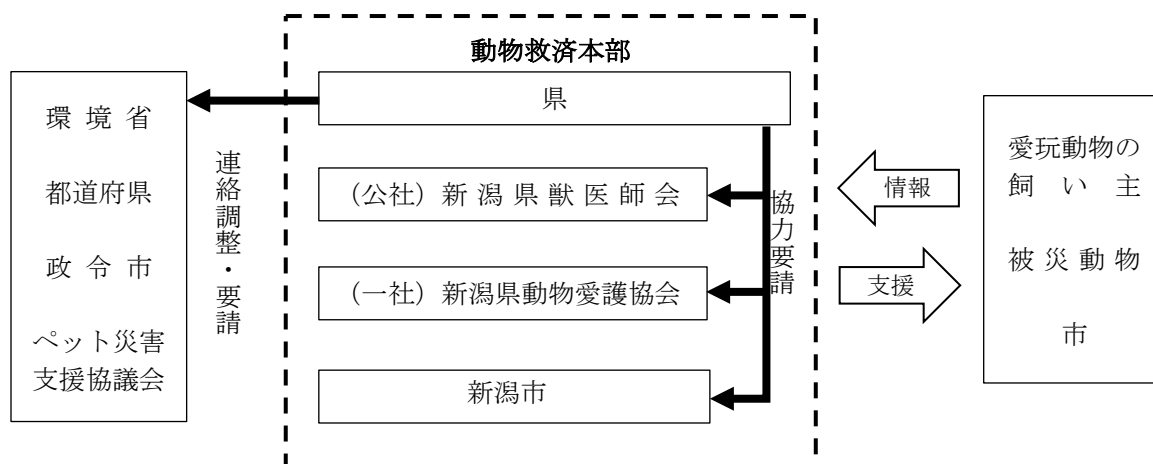 動物救済本部
環境省
都道府県
政令市
ペット災害
支援協議会
連絡調整・要請
県
(公社)新潟県獣医師会
(一社)新潟県動物愛護協会
新潟市
協力要請
情報
支援
愛玩動物の
飼い主
被災動物
市